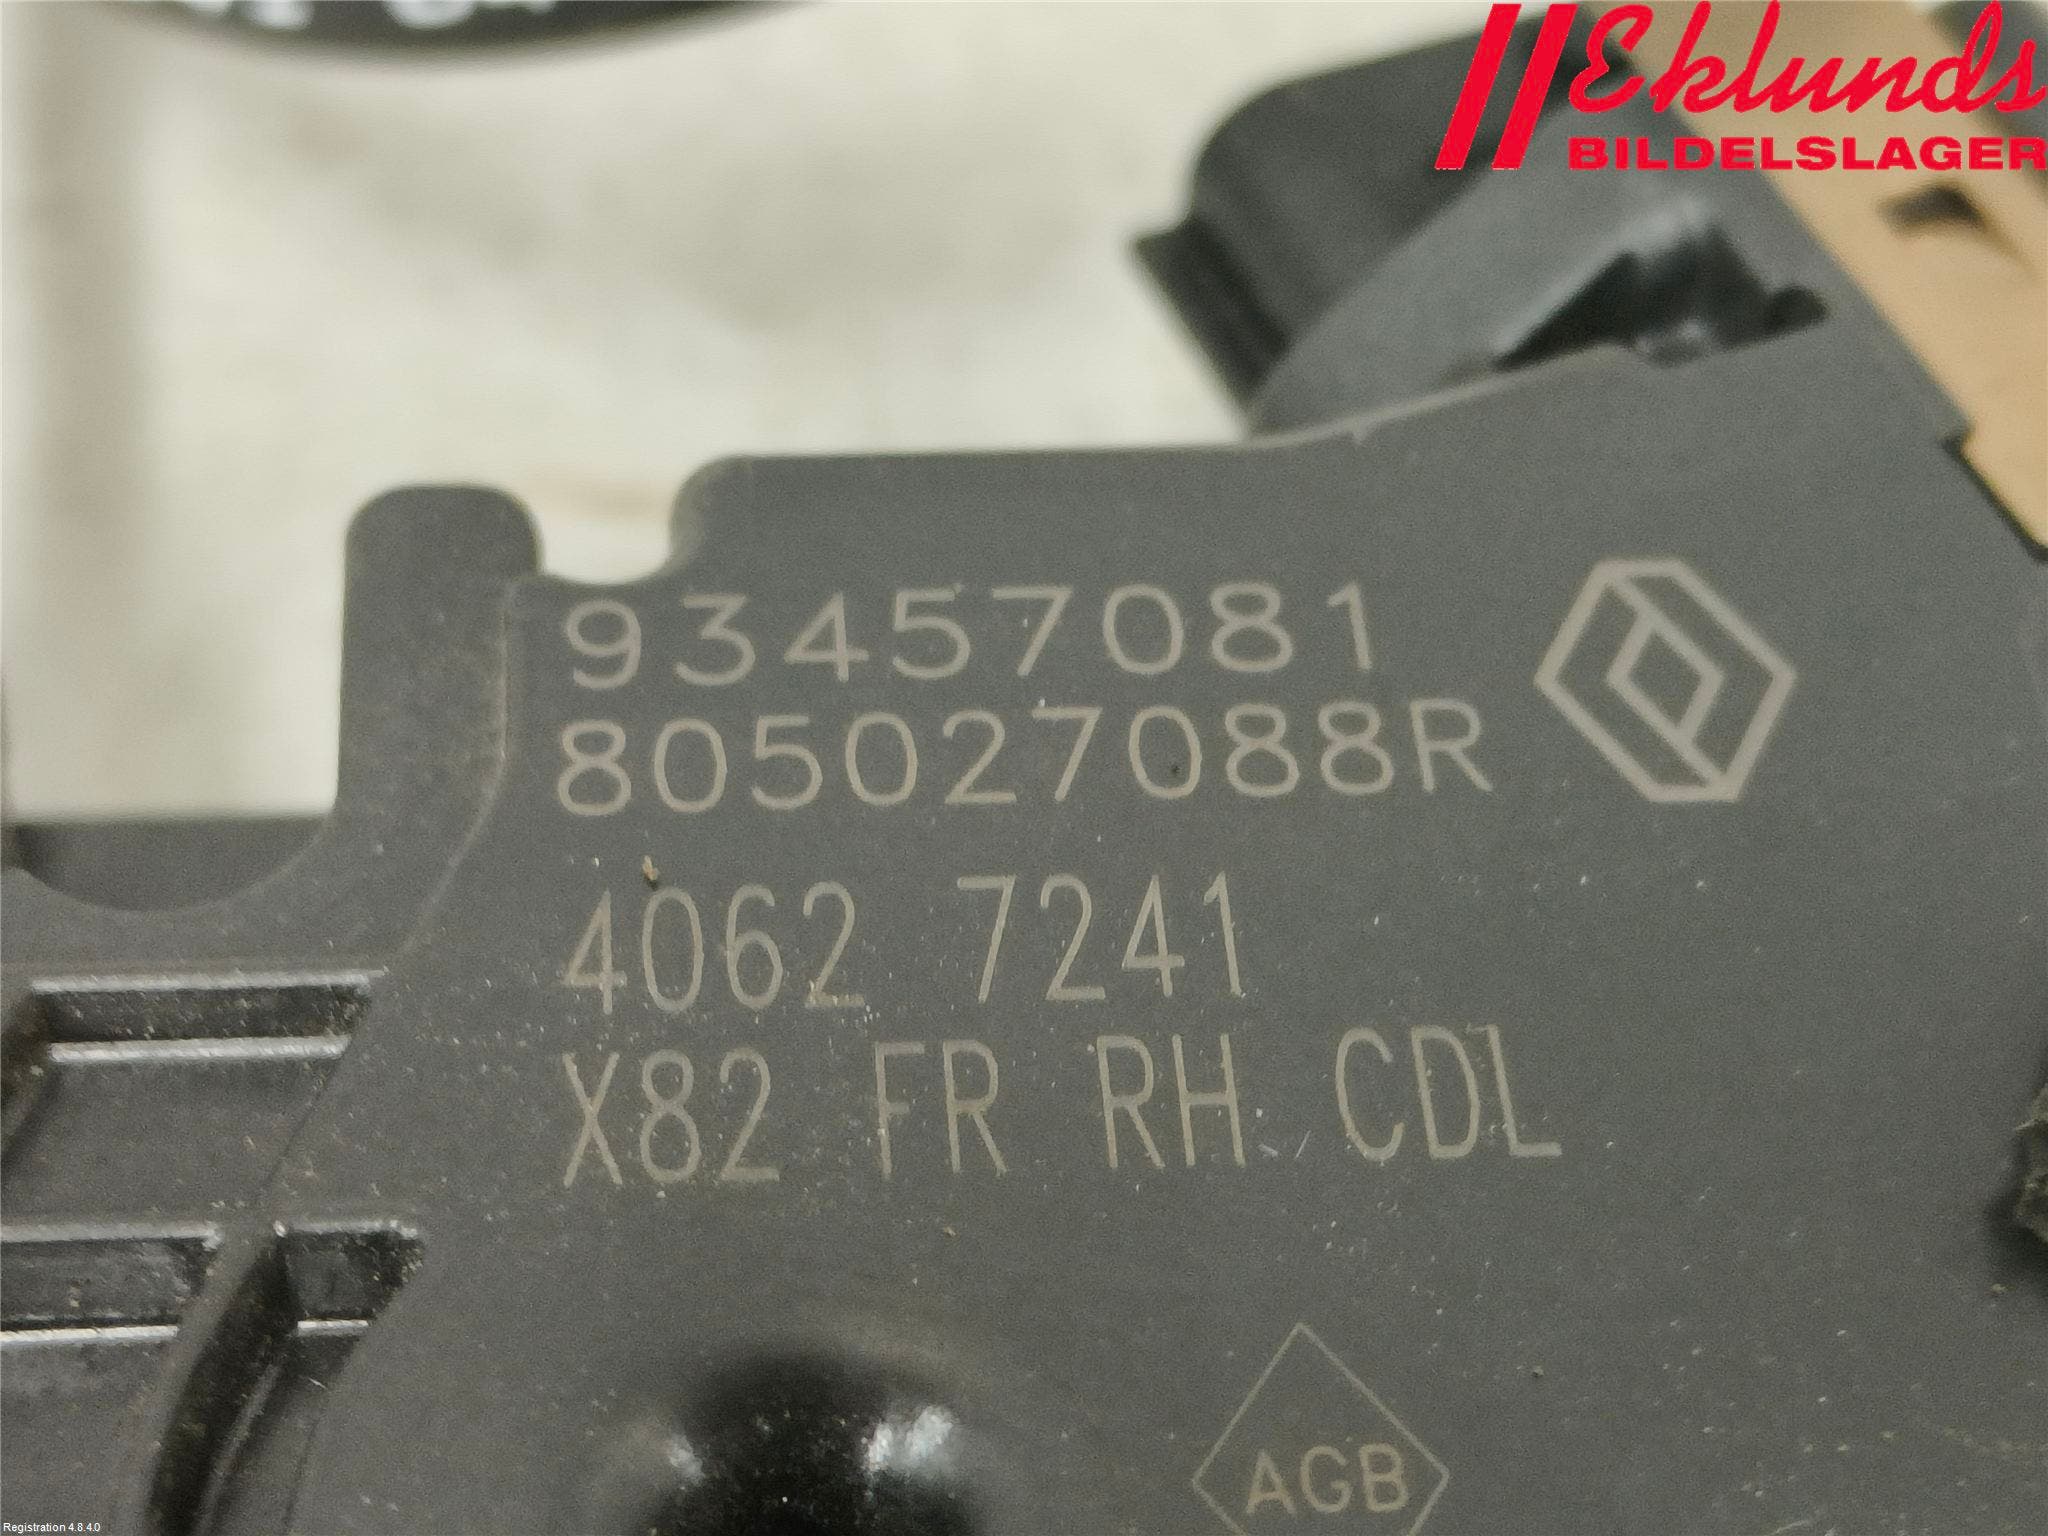 Eklunds
BILDELSLAGER
93457081
805027088R
4062 7241
X82 FR RH CDL
AGB
Registration 4.8.4.0